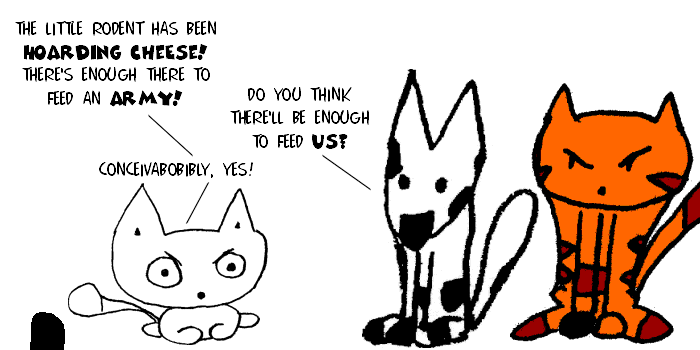 THE LITTLE RODENT HAS BEEN
HOARDING CHEESE!
THERE'S ENOUGH THERE TO
FEED AN ARMY!
DO YOU THINK
THERE'LL BE ENOUGH
TO FEED US?
CONCEIVABOBIBLY, YES!